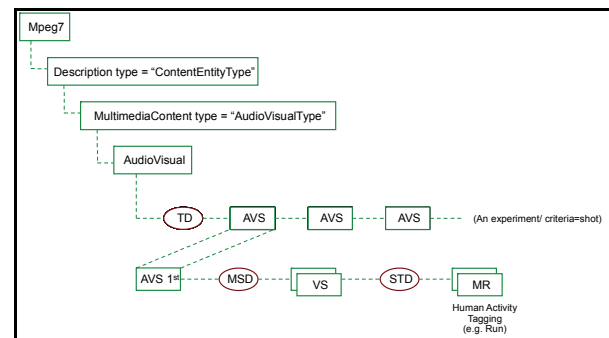 Mpeg7
Description type = “ContentEntityType”
MultimediaContent type = “AudioVisualType”
AudioVisual
TD
AVS
AVS
AVS
(An experiment/ criteria=shot)
AVS 1st
MSD
VS
STD
MR
Human Activity
Tagging
(e.g. Run)